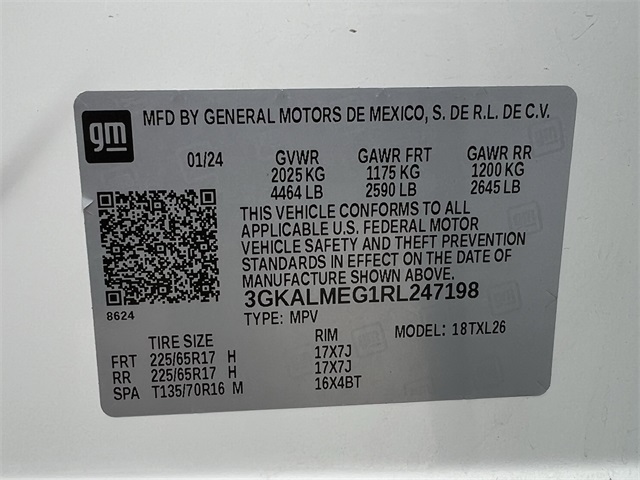 gm
MFD BY GENERAL MOTORS DE MEXICO, S. DE R.L. DE C.V.
01/24 GVWR GAWR FRT GAWR RR
2025 KG 1175 KG 1200 KG
4464 LB 2590 LB 2645 LB
THIS VEHICLE CONFORMS TO ALL
APPLICABLE U.S. FEDERAL MOTOR
VEHICLE SAFETY AND THEFT PREVENTION
STANDARDS IN EFFECT ON THE DATE OF
MANUFACTURE SHOWN ABOVE.
3GKALMEG1RL247198
8624
TYPE: MPV MODEL: 18TXL26
TIRE SIZE RIM
FRT 225/65R17 H 17X7J
RR 225/65R17 H 17X7J
SPA T135/70R16 M 16X4BT